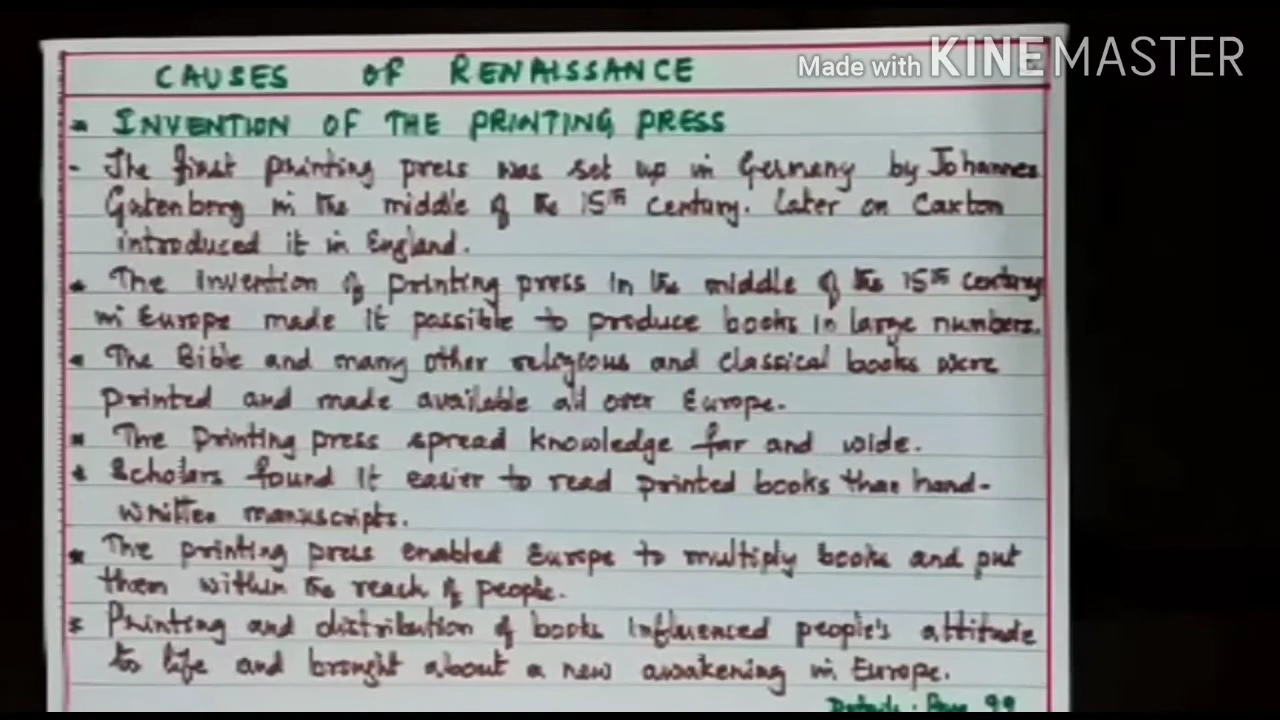 Made with KINEMASTER
CAUSES OF RENAISSANCE
INVENTION OF THE PRINTING PRESS
- The first printing press was set up in Germany by Johannes
Gutenberg in the middle of the 15th century. Later on Caxton
introduced it in England.
The invention of printing press in the middle of the 15th century
in Europe made it possible to produce books in large numbers.
The Bible and many other religious and classical books were
printed and made available all over Europe.
The printing press spread knowledge far and wide.
Scholars found it easier to read printed books than hand-
written manuscripts.
The printing press enabled Europe to multiply books and put
them within the reach of people.
Printing and distribution of books influenced people's attitude
to life and brought about a new awakening in Europe.